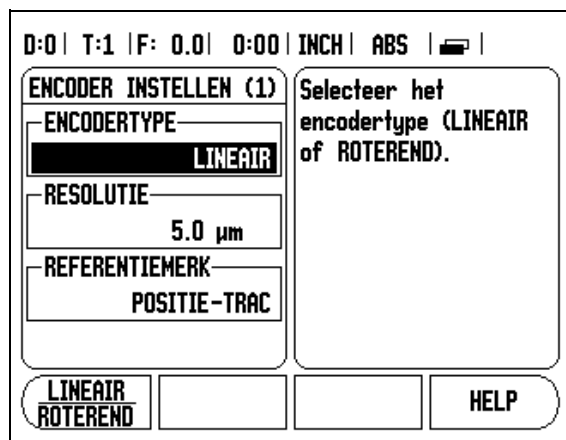 D:0 | T:1 | F: 0.0 | 0:00 | INCH | ABS | |
ENCODER INSTELLEN (1)
ENCODERTYPE
LINEAIR
RESOLUTIE
5.0 µm
REFERENTIEMERK
POSITIE-TRAC
Selecteer het
encodertype (LINEAIR
of ROTEREND).
LINEAIR
ROTEREND
HELP